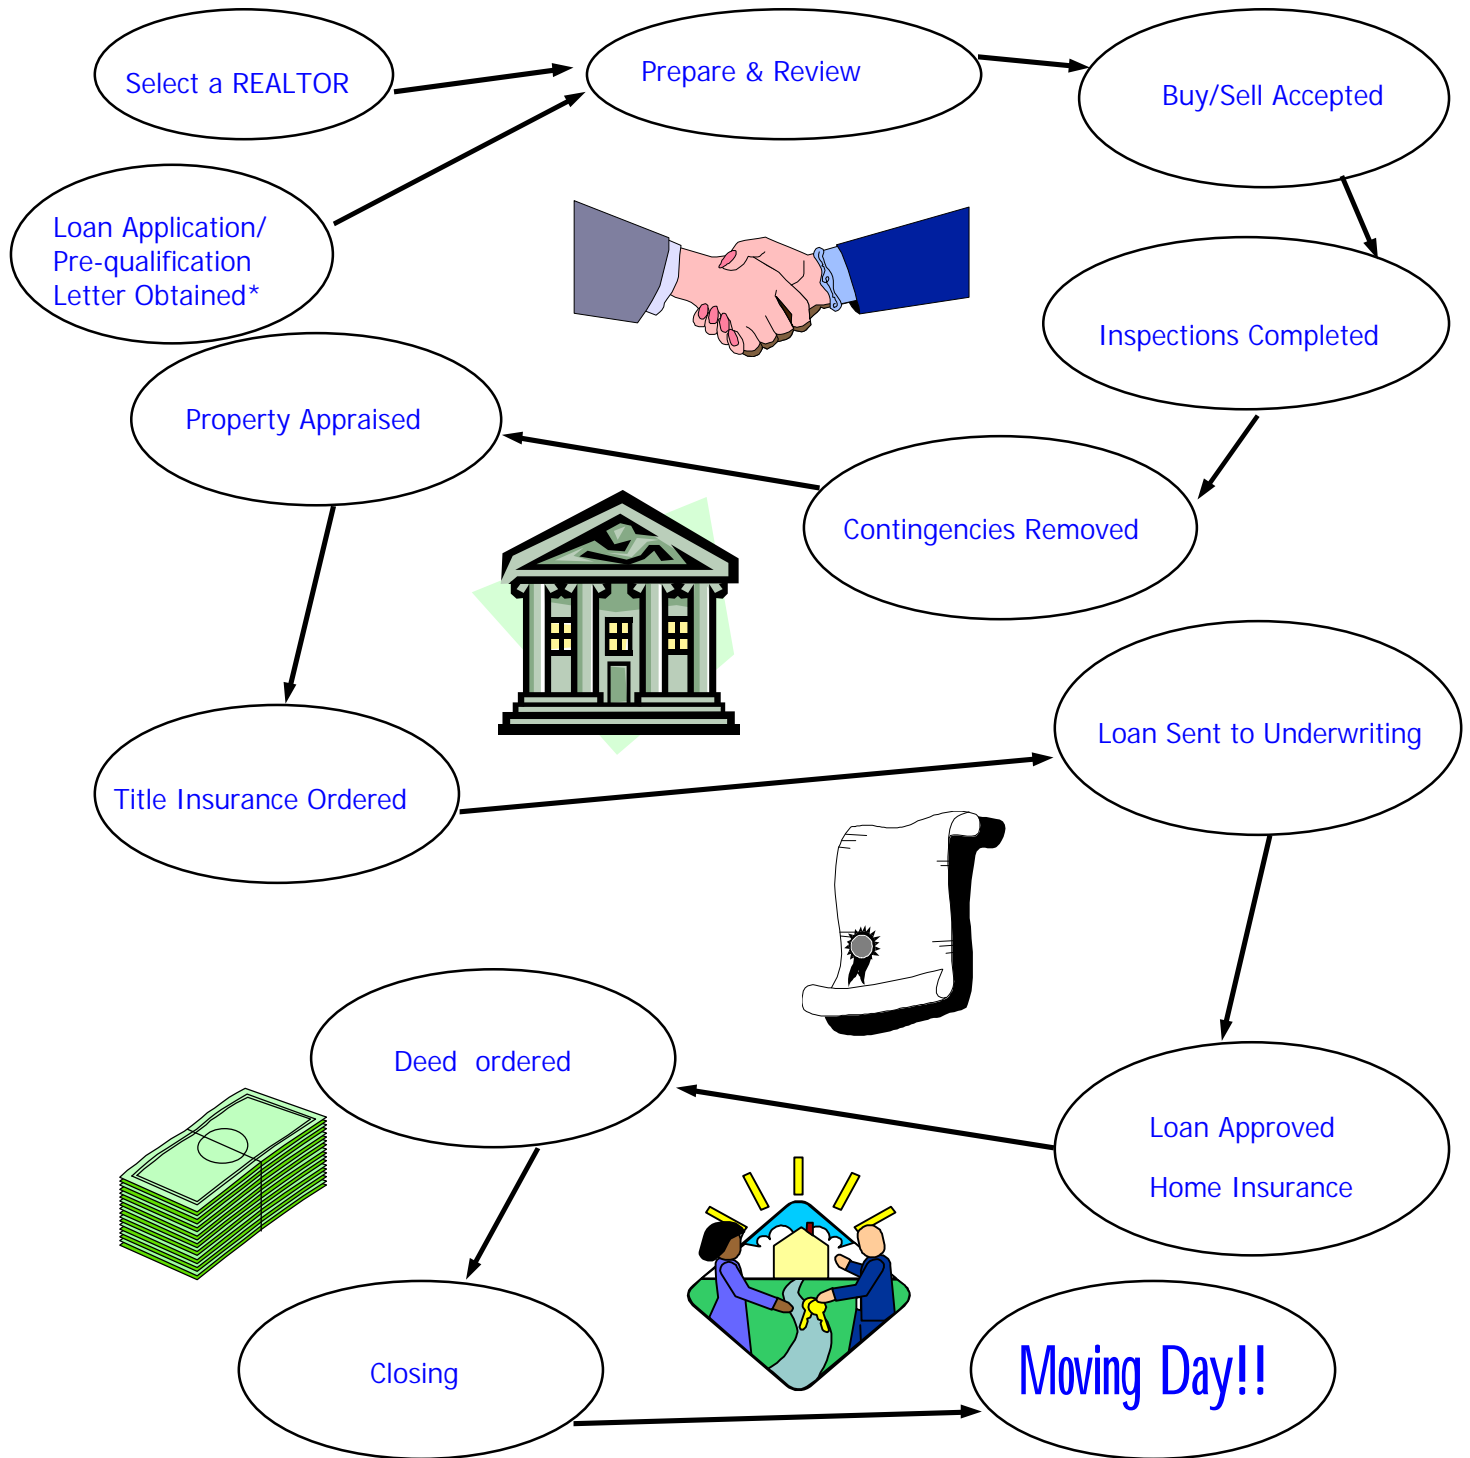 Select a REALTOR
Prepare & Review
Buy/Sell Accepted
Loan Application/
Pre-qualification
Letter Obtained*
Inspections Completed
Property Appraised
Contingencies Removed
Title Insurance Ordered
Loan Sent to Underwriting
Deed ordered
Loan Approved
Home Insurance
Closing
Moving Day!!